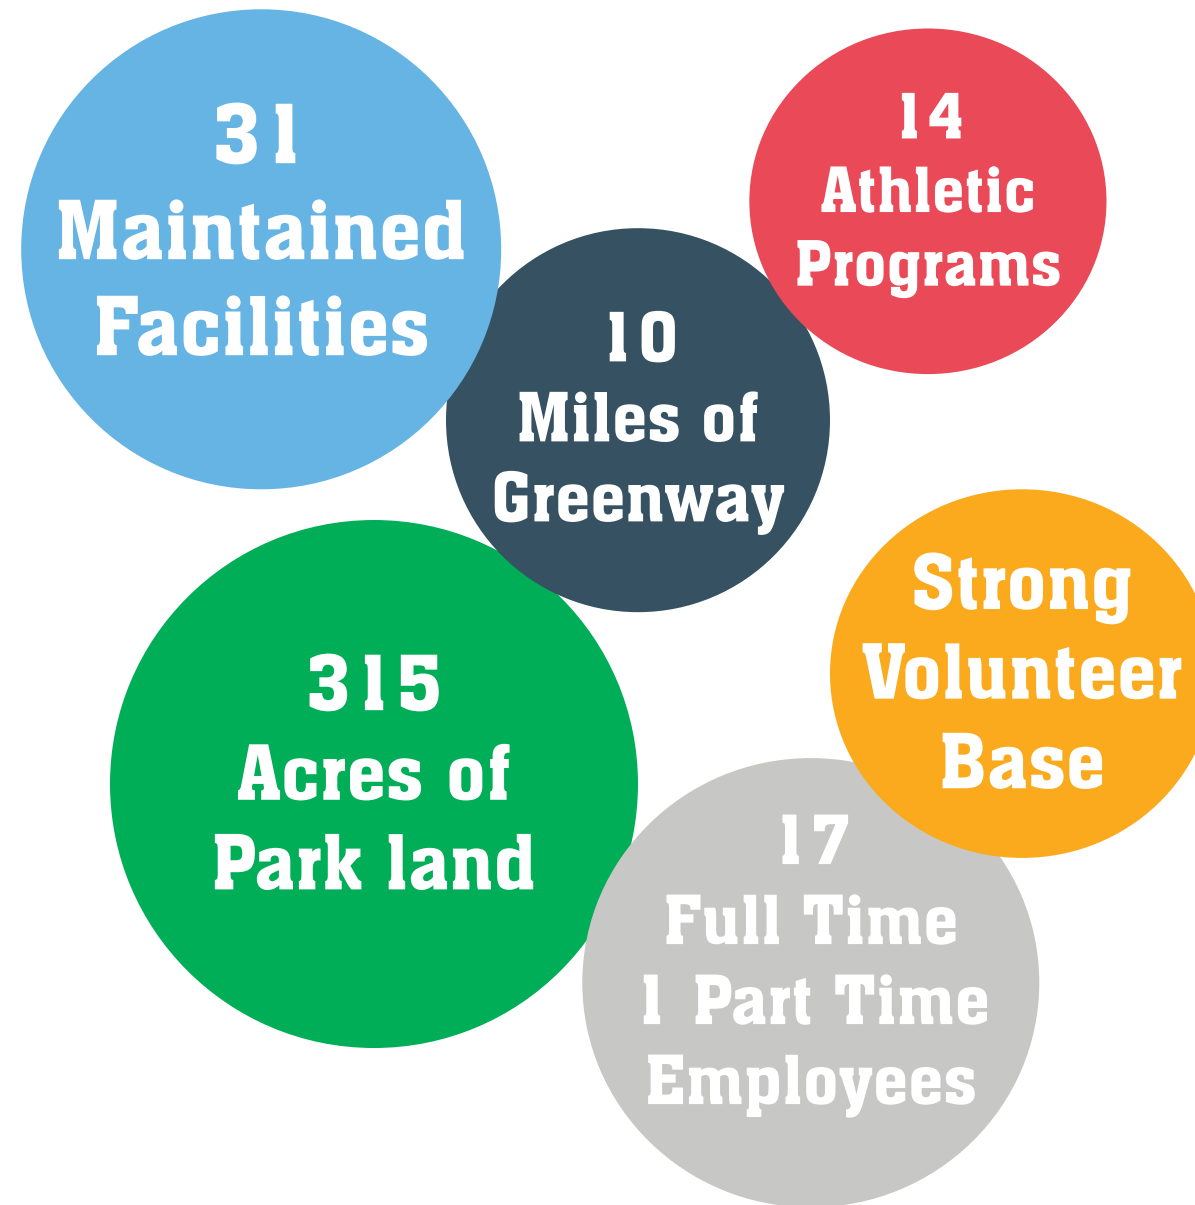 31
Maintained
Facilities
14
Athletic
Programs
10
Miles of
Greenway
Strong
Volunteer
Base
315
Acres of
Park land
17
Full Time
1 Part Time
Employees